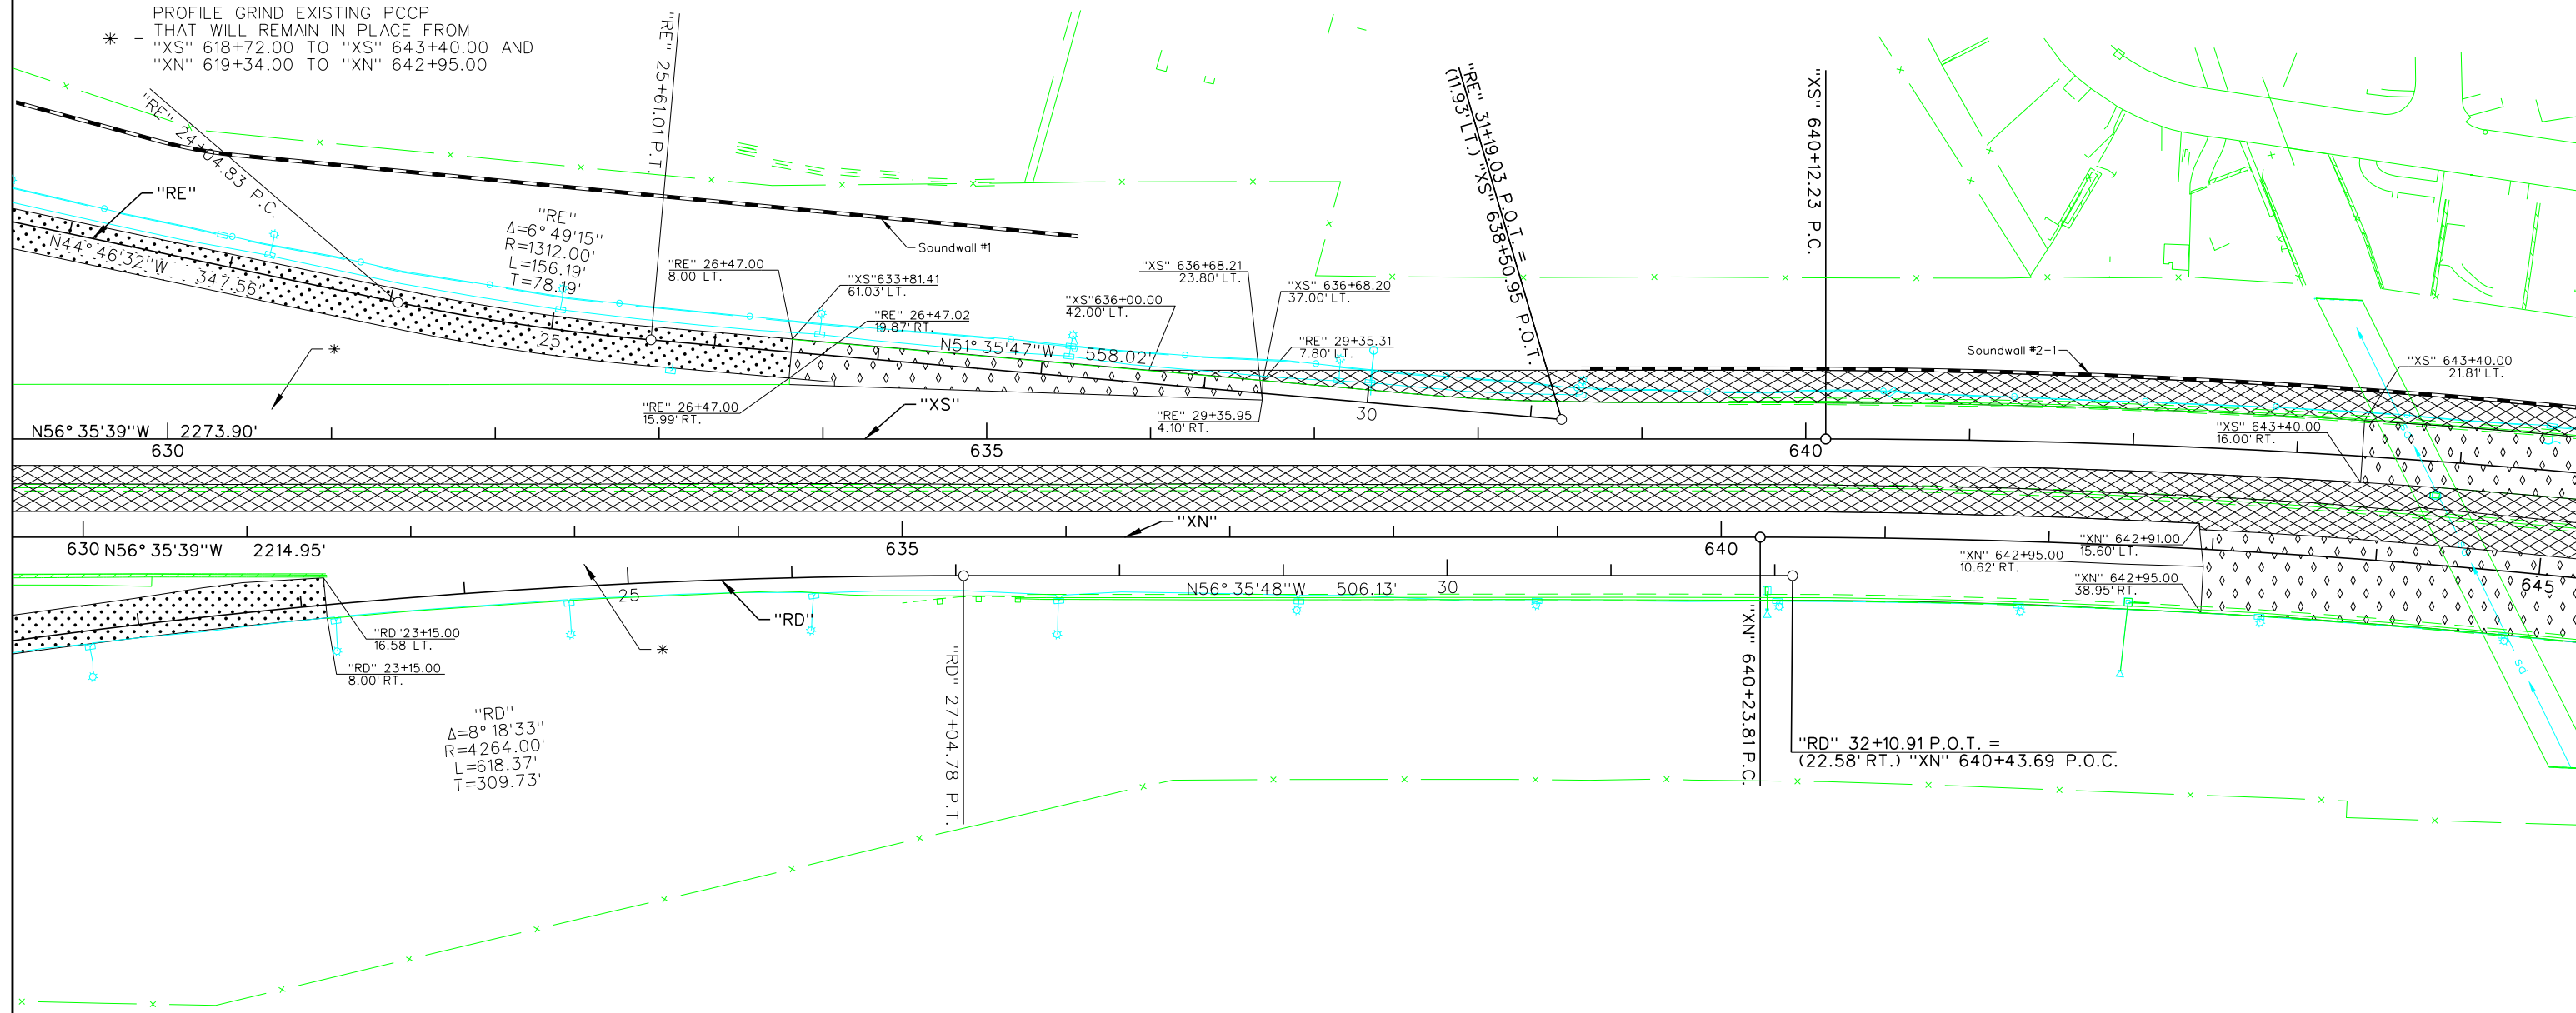 PROFILE GRIND EXISTING PCCP
* - THAT WILL REMAIN IN PLACE FROM
"XS" 618+72.00 TO "XS" 643+40.00 AND
"XN" 619+34.00 TO "XN" 642+95.00
"RE" 24+04.83 P.C.
"RE" 25+61.01 P.T.
"RE" 31+19.03 P.O.T. =
(11.93' LT.) "XS" 638+50.95 P.O.T.
"XS" 640+12.23 P.C.
"RE"
N44°46'32"W 347.56'
"RE"
Δ=6°49'15"
R=1312.00'
L=156.19'
T=78.19'
Soundwall #1
"RE" 26+47.00
8.00' LT.
"XS"633+81.41
61.03' LT.
"RE" 26+47.02
19.87' RT.
"XS"636+00.00
42.00' LT.
"XS" 636+68.21
23.80' LT.
"XS" 636+68.20
37.00' LT.
"RE" 29+35.31
7.80' LT.
N51°35'47"W 558.02'
25
30
"RE" 26+47.00
15.99' RT.
"RE" 29+35.95
4.10' RT.
*
"XS"
Soundwall #2-1
"XS" 643+40.00
21.81' LT.
"XS" 643+40.00
16.00' RT.
N56°35'39"W 2273.90'
630
635
640
"XN"
630 N56°35'39"W 2214.95'
635
640
645
"XN" 642+91.00
15.60' LT.
"XN" 642+95.00
10.62' RT.
"XN" 642+95.00
38.95' RT.
25
N56°35'48"W 506.13'
30
"RD"
*
"RD"23+15.00
16.58' LT.
"RD" 23+15.00
8.00' RT.
"RD"
Δ=8°18'33"
R=4264.00'
L=618.37'
T=309.73'
"RD" 27+04.78 P.T.
"XN" 640+23.81 P.C.
"RD" 32+10.91 P.O.T. =
(22.58' RT.) "XN" 640+43.69 P.O.C.
sd